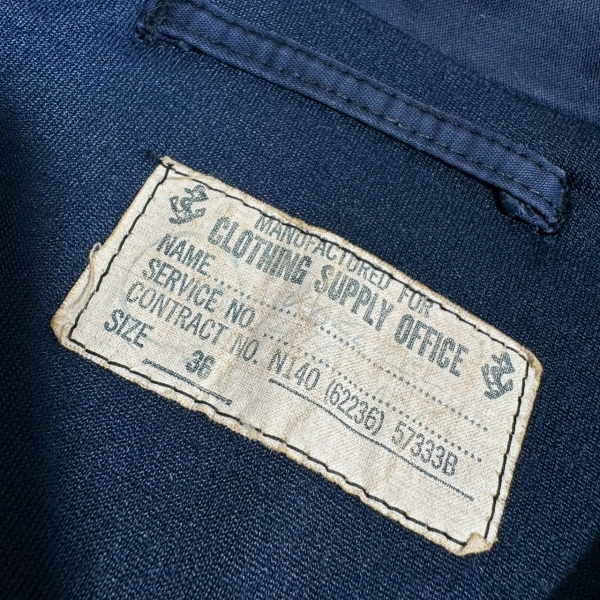 MANUFACTURED FOR
CLOTHING SUPPLY OFFICE
NAME
SERVICE NO.
CONTRACT NO. N140 (62236) 57333B
SIZE 36